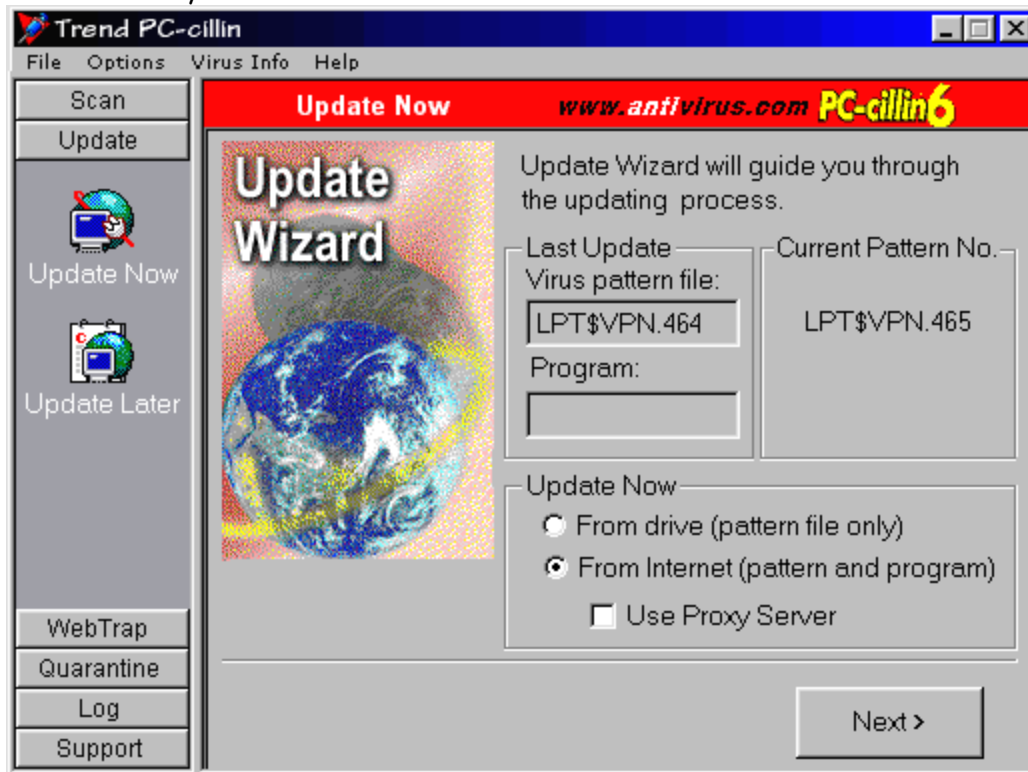 Trend PC-cillin
File Options Virus Info Help
Scan
Update
Update Now
Update Later
WebTrap
Quarantine
Log
Support
Update Now www.antivirus.com PC-cillin6
Update
Wizard
Update Wizard will guide you through
the updating process.
Last Update
Virus pattern file:
LPT$VPN.464
Program:
Current Pattern No.
LPT$VPN.465
Update Now
From drive (pattern file only)
From Internet (pattern and program)
Use Proxy Server
Next >